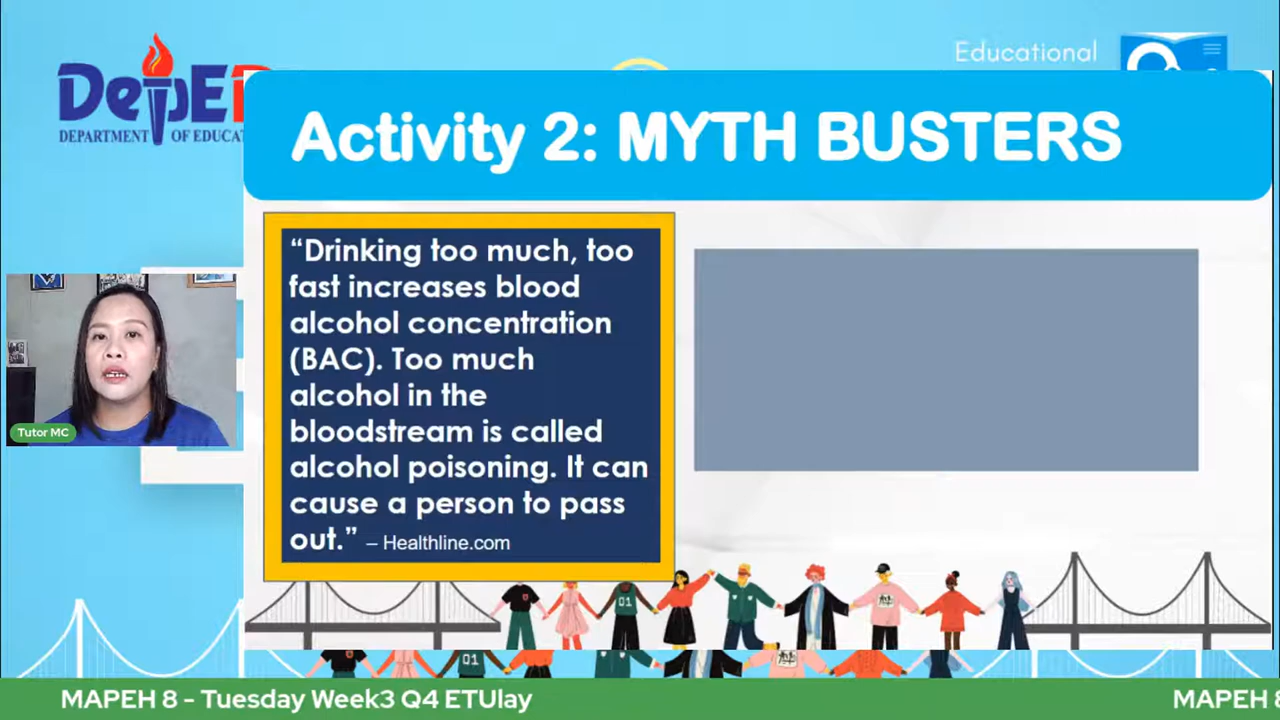 Educational
DepED
DEPARTMENT OF EDUCAT
Activity 2: MYTH BUSTERS
“Drinking too much, too
fast increases blood
alcohol concentration
(BAC). Too much
alcohol in the
bloodstream is called
alcohol poisoning. It can
cause a person to pass
out.” – Healthline.com
Tutor MC
01
01
MAPEH 8 - Tuesday Week3 Q4 ETUlay
MAPEH 8